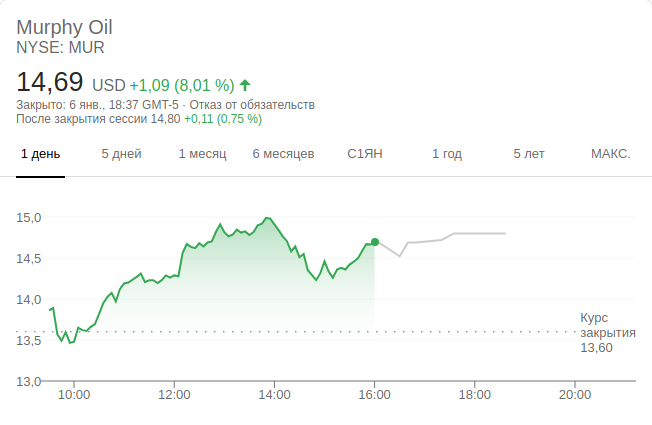 Murphy Oil
NYSE: MUR
14,69 USD +1,09 (8,01 %)
Закрыто: 6 янв., 18:37 GMT-5 · Отказ от обязательств
После закрытия сессии 14,80 +0,11 (0,75 %)
1 день 5 дней 1 месяц 6 месяцев С1ЯН 1 год 5 лет МАКС.
15,0
14,5
14,0
Курс
закрытия
13,60
13,5
13,0
10:00 12:00 14:00 16:00 18:00 20:00